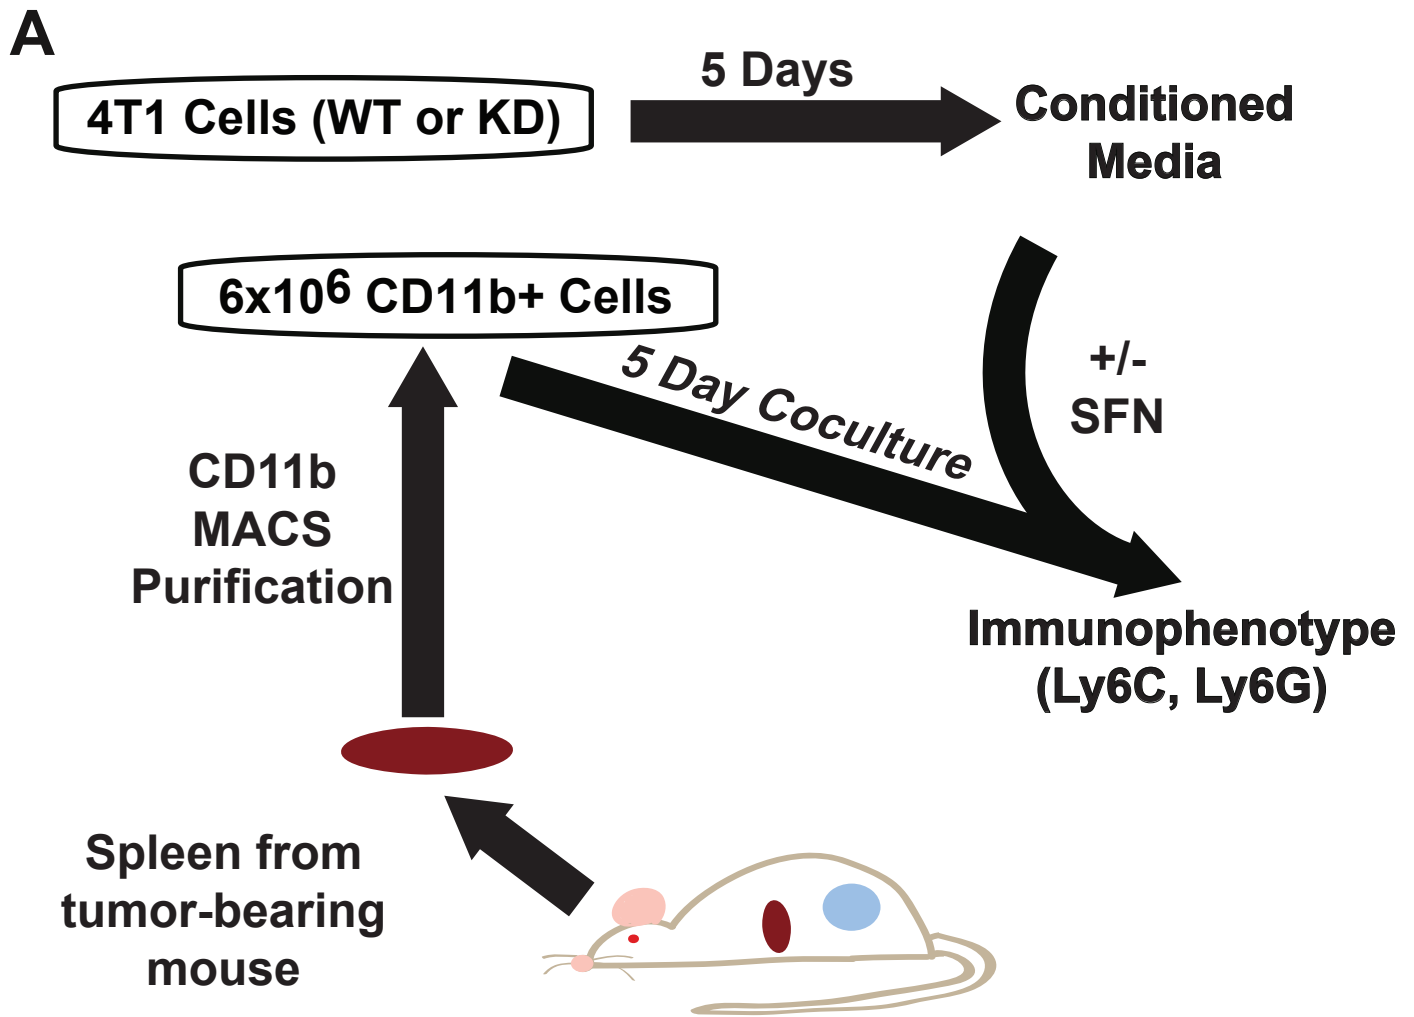 A
4T1 Cells (WT or KD)
5 Days
Conditioned
Media
6x10⁶ CD11b+ Cells
5 Day Coculture
+/-
SFN
CD11b
MACS
Purification
Immunophenotype
(Ly6C, Ly6G)
Spleen from
tumor-bearing
mouse